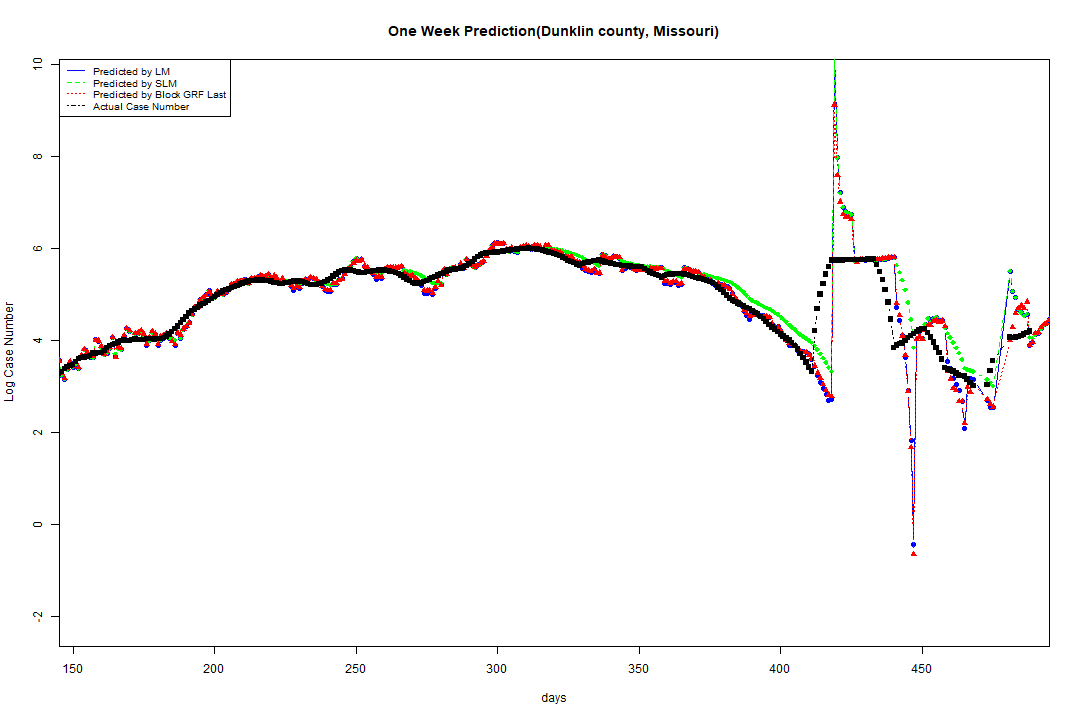 One Week Prediction(Dunklin county, Missouri)
Predicted by LM
Predicted by SLM
Predicted by Block GRF Last
Actual Case Number
Log Case Number
10
8
6
4
2
0
-2
150 200 250 300 350 400 450
days